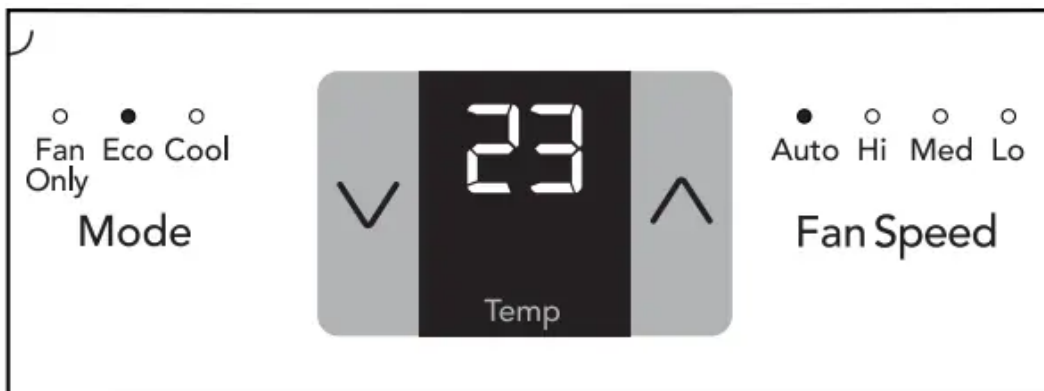 Fan Eco Cool
Only
Mode
23
Temp
Auto Hi Med Lo
Fan Speed